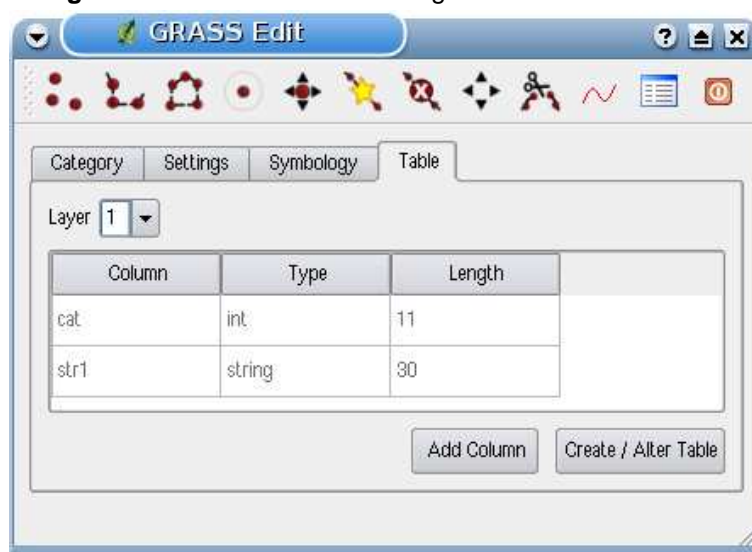 GRASS Edit
Category Settings Symbology Table
Layer 1
Column Type Length
cat int 11
str1 string 30
Add Column Create / Alter Table